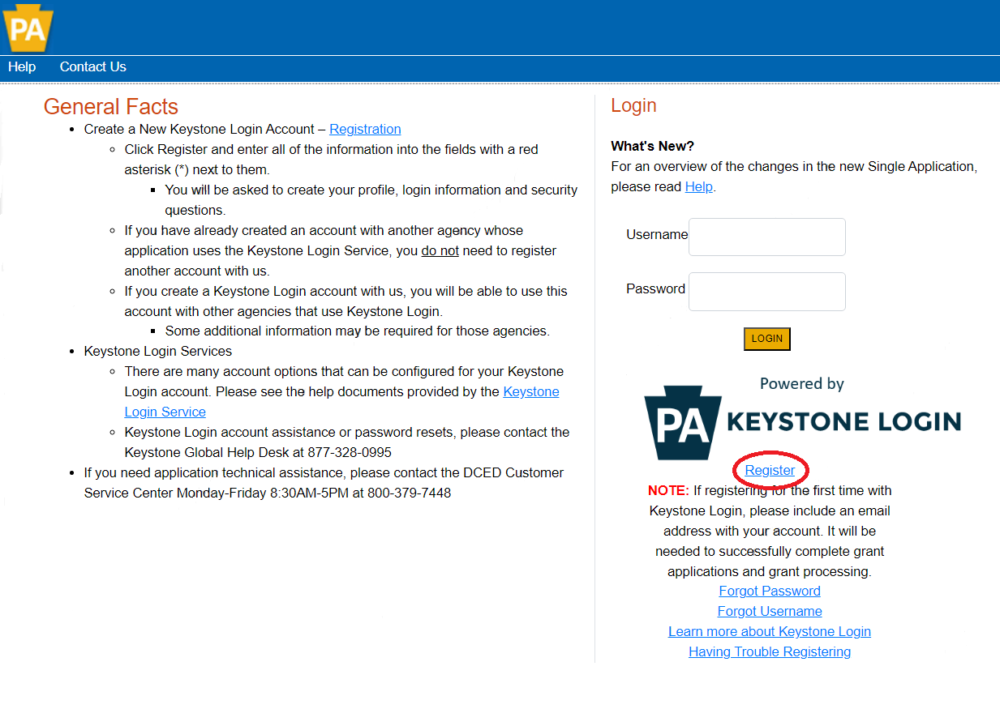 PA
Help Contact Us
General Facts
Create a New Keystone Login Account – Registration
Click Register and enter all of the information into the fields with a red
asterisk (*) next to them.
You will be asked to create your profile, login information and security
questions.
If you have already created an account with another agency whose
application uses the Keystone Login Service, you do not need to register
another account with us.
If you create a Keystone Login account with us, you will be able to use this
account with other agencies that use Keystone Login.
Some additional information may be required for those agencies.
Keystone Login Services
There are many account options that can be configured for your Keystone
Login account. Please see the help documents provided by the Keystone
Login Service
Keystone Login account assistance or password resets, please contact the
Keystone Global Help Desk at 877-328-0995
If you need application technical assistance, please contact the DCED Customer
Service Center Monday-Friday 8:30AM-5PM at 800-379-7448
Login
What's New?
For an overview of the changes in the new Single Application,
please read Help.
Username
Password
LOGIN
Powered by
PA KEYSTONE LOGIN
Register
NOTE: If registering for the first time with
Keystone Login, please include an email
address with your account. It will be
needed to successfully complete grant
applications and grant processing.
Forgot Password
Forgot Username
Learn more about Keystone Login
Having Trouble Registering